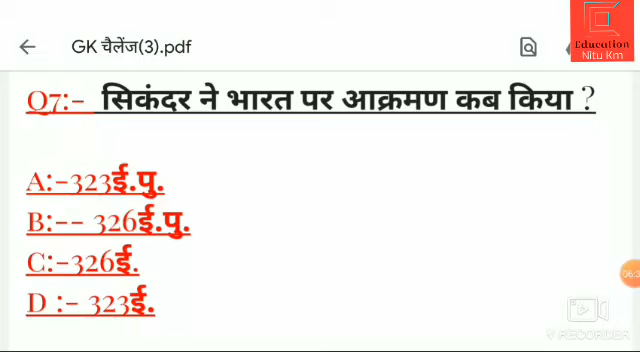 GK चैलेंज(3).pdf
Education
Nitu Km
Q7:- सिकंदर ने भारत पर आक्रमण कब किया ?
A:-323ई.पु.
B:-- 326ई.पु.
C:-326ई.
D :- 323ई.
RECORDER